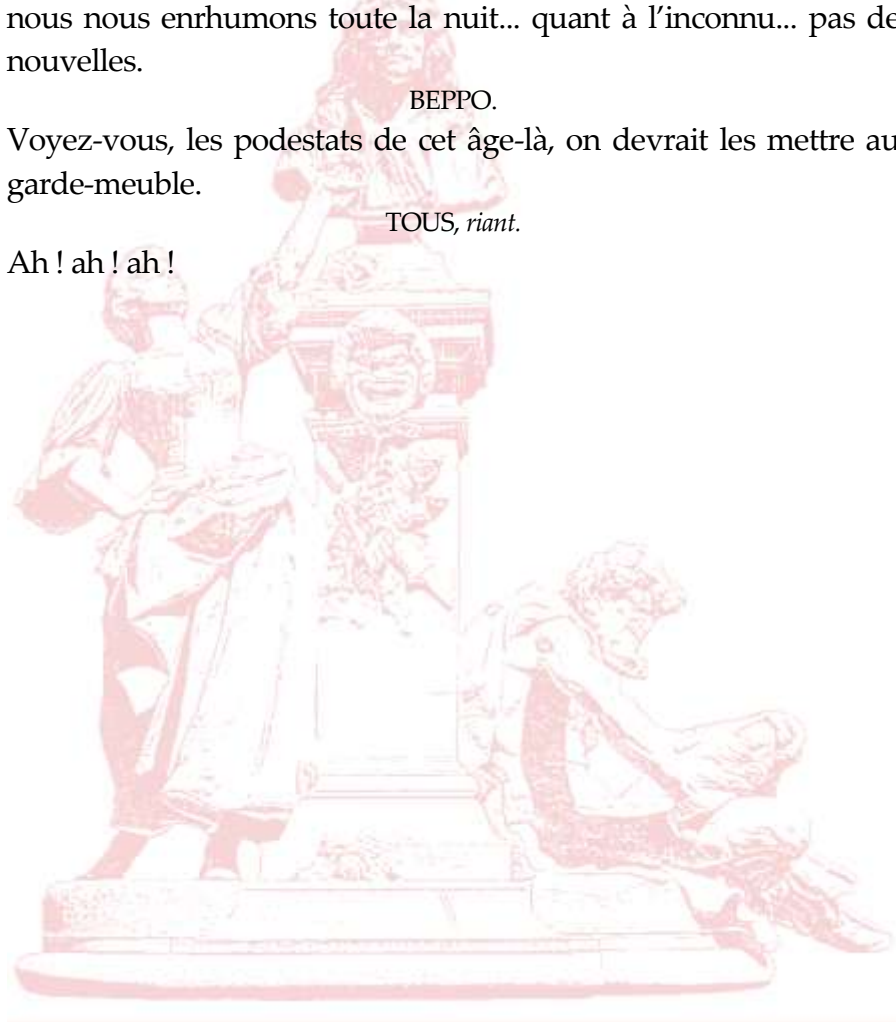 nous nous enrhumons toute la nuit... quant à l’inconnu... pas de
nouvelles.
BEPPO.
Voyez-vous, les podestats de cet âge-là, on devrait les mettre au
garde-meuble.
TOUS, riant.
Ah ! ah ! ah !